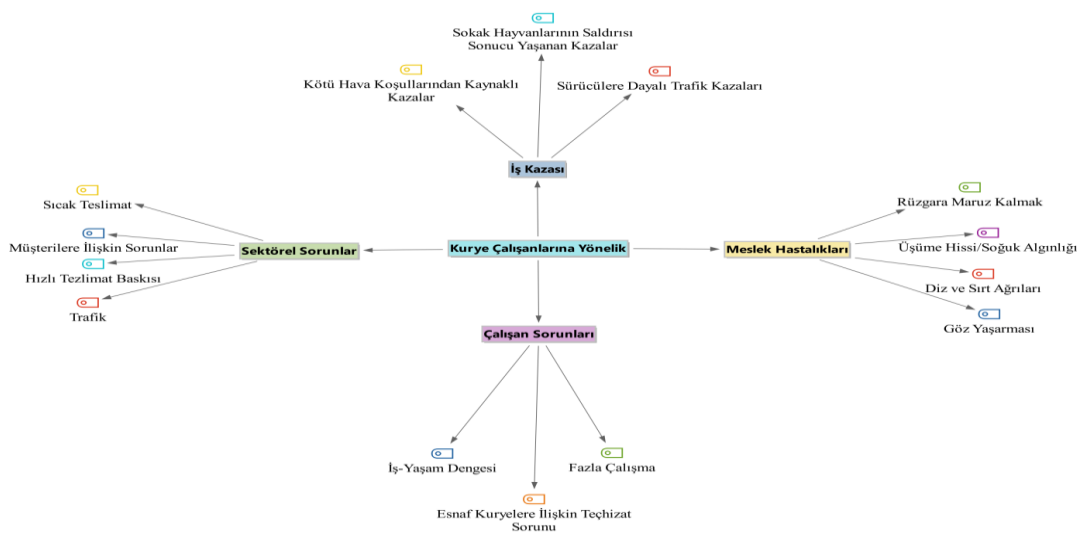 Sokak Hayvanlarının Saldırısı
Sonucu Yaşanan Kazalar
Kötü Hava Koşullarından Kaynaklı
Kazalar
Sürücülere Dayalı Trafik Kazaları
İş Kazası
Sıcak Teslimat
Müşterilere İlişkin Sorunlar
Hızlı Tezlimat Baskısı
Trafik
Sektörel Sorunlar
Kurye Çalışanlarına Yönelik
Meslek Hastalıkları
Rüzgara Maruz Kalmak
Üşüme Hissi/Soğuk Algınlığı
Diz ve Sırt Ağrıları
Göz Yaşarması
Çalışan Sorunları
İş-Yaşam Dengesi
Fazla Çalışma
Esnaf Kuryelere İlişkin Teçhizat
Sorunu